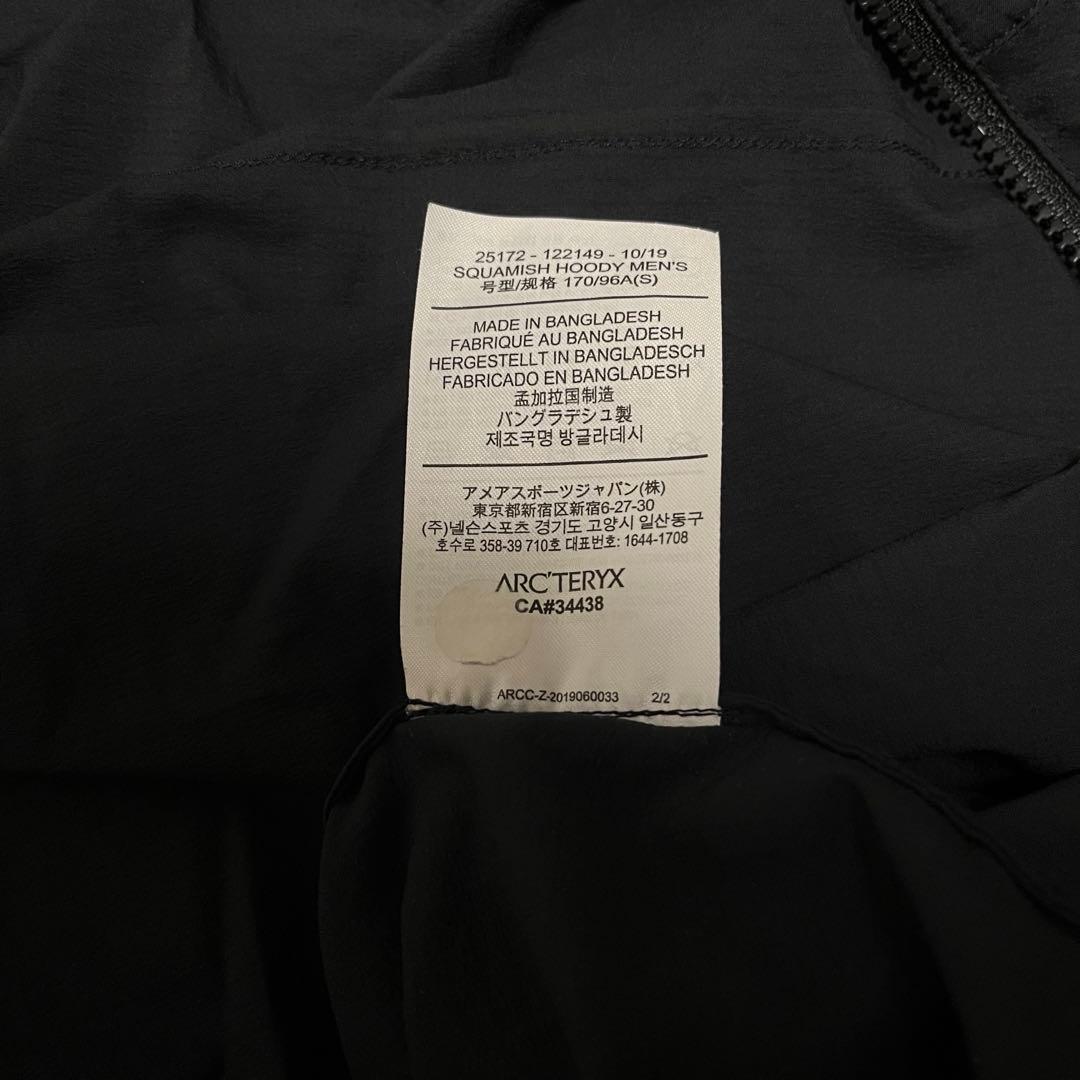 25172 - 122149 - 10/19
SQUAMISH HOODY MEN'S
号型/规格 170/96A(S)
MADE IN BANGLADESH
FABRIQUÉ AU BANGLADESH
HERGESTELLT IN BANGLADESCH
FABRICADO EN BANGLADESH
孟加拉国制造
バングラデシュ製
제조국명 방글라데시
アメアスポーツジャパン(株)
東京都新宿区新宿6-27-30
(주)넬슨스포츠 경기도 고양시 일산동구
호수로 358-39 710호 대표번호: 1644-1708
ARC'TERYX
CA#34438
ARCC-Z-2019060033 2/2